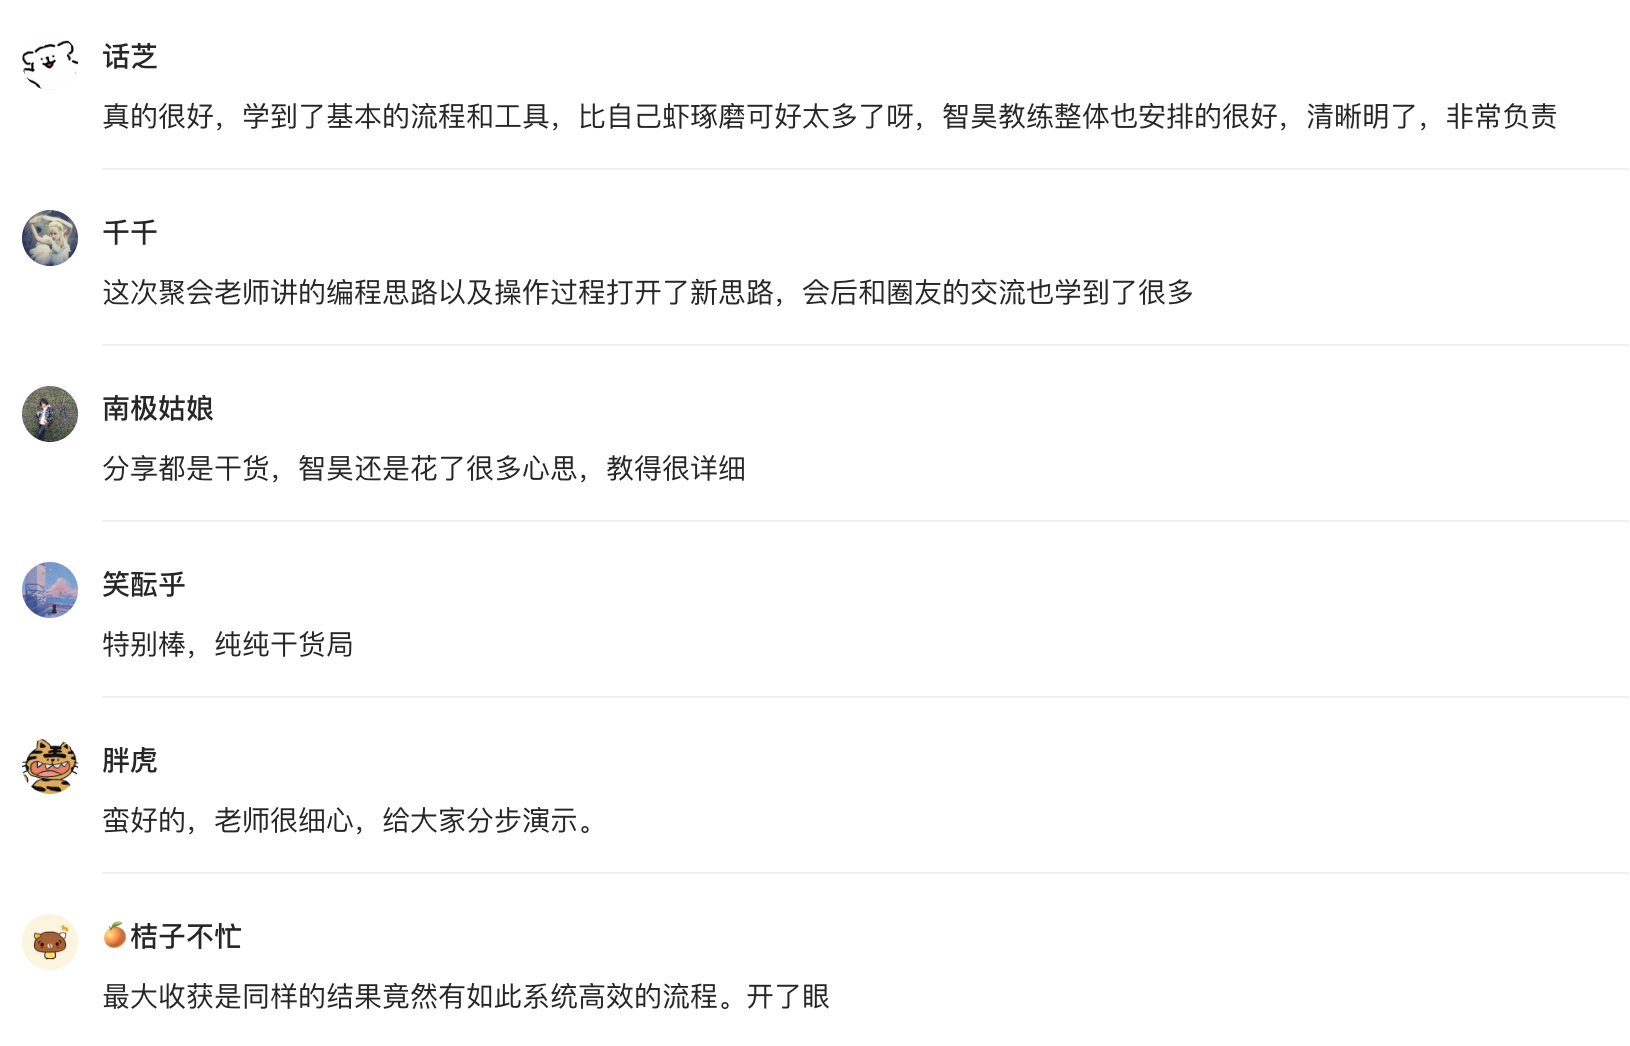 话芝
真的很好，学到了基本的流程和工具，比自己虾琢磨可好太多了呀，智昊教练整体也安排的很好，清晰明了，非常负责
千千
这次聚会老师讲的编程思路以及操作过程打开了新思路，会后和圈友的交流也学到了很多
南极姑娘
分享都是干货，智昊还是花了很多心思，教得很详细
笑酝乎
特别棒，纯纯干货局
胖虎
蛮好的，老师很细心，给大家分步演示。
🍊桔子不忙
最大收获是同样的结果竟然有如此系统高效的流程。开了眼